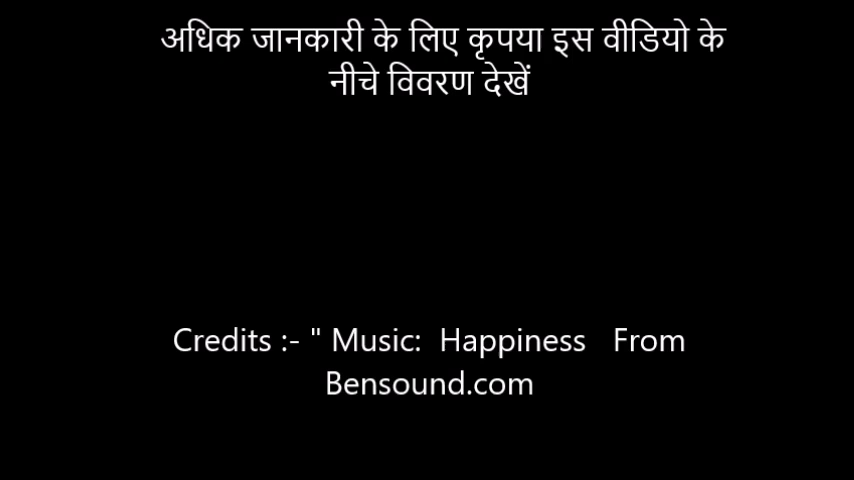 अधिक जानकारी के लिए कृपया इस वीडियो के
नीचे विवरण देखें
Credits :- " Music:  Happiness   From
Bensound.com